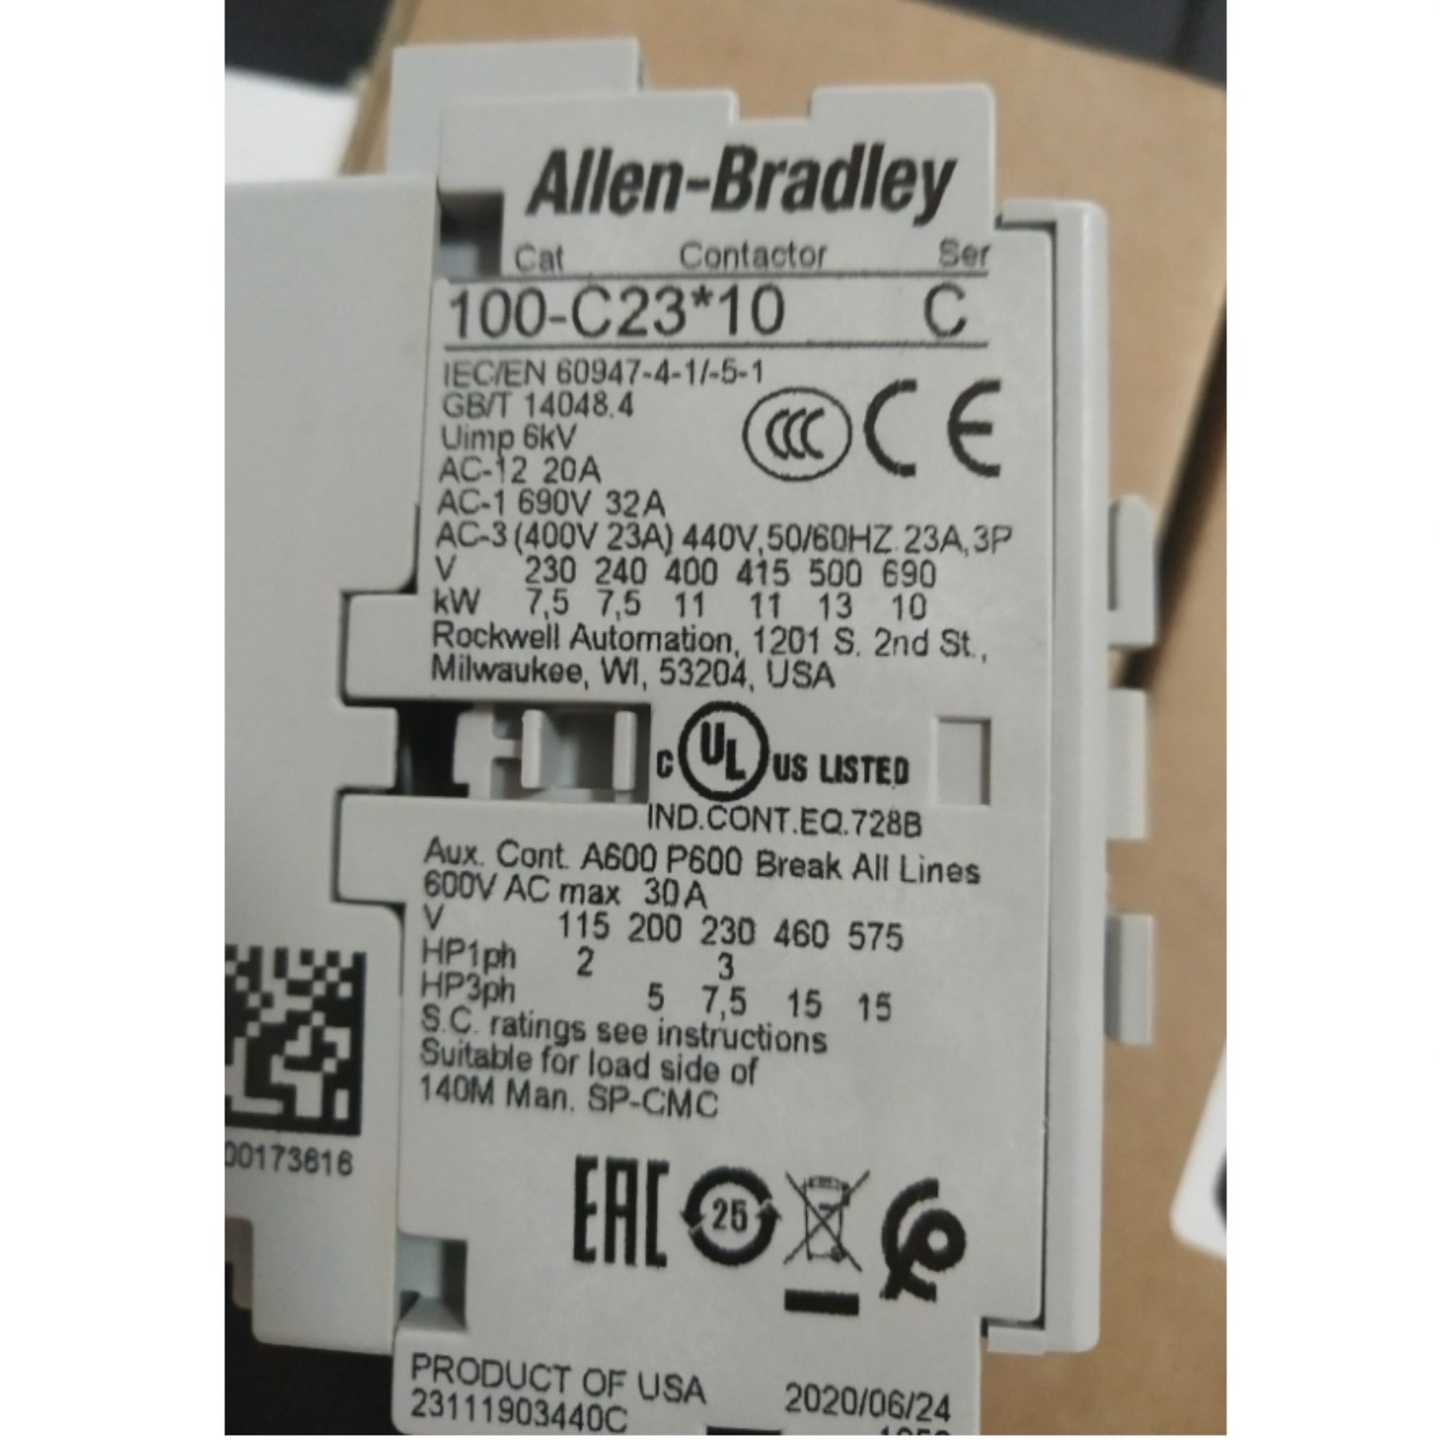 Allen-Bradley
Cat Contactor Ser
100-C23*10 C
IEC/EN 60947-4-1/-5-1
GB/T 14048.4
Uimp 6kV
AC-12 20A
CCC CE
AC-1 690V 32A
AC-3 (400V 23A) 440V,50/60HZ 23A,3P
V 230 240 400 415 500 690
kW 7,5 7,5 11 11 13 10
Rockwell Automation, 1201 S. 2nd St.,
Milwaukee, WI, 53204, USA
C UL US LISTED
IND.CONT.EQ.728B
Aux. Cont. A600 P600 Break All Lines
600V AC max 30A
V 115 200 230 460 575
HP1ph 2 3
HP3ph 5 7,5 15 15
S.C. ratings see instructions
Suitable for load side of
140M Man. SP-CMC
00173616
EAC 25
PRODUCT OF USA
23111903440C 2020/06/24